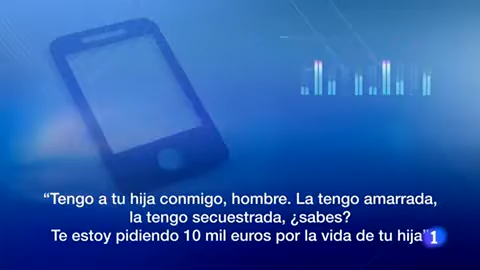 “Tengo a tu hija conmigo, hombre. La tengo amarrada,
la tengo secuestrada, ¿sabes?
Te estoy pidiendo 10 mil euros por la vida de tu hija”
1